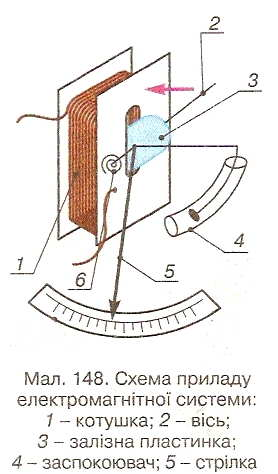 2
3
1
6
5
4
Мал. 148. Схема приладу
електромагнітної системи:
1 – котушка; 2 – вісь;
3 – залізна пластинка;
4 – заспокоювач; 5 – стрілка